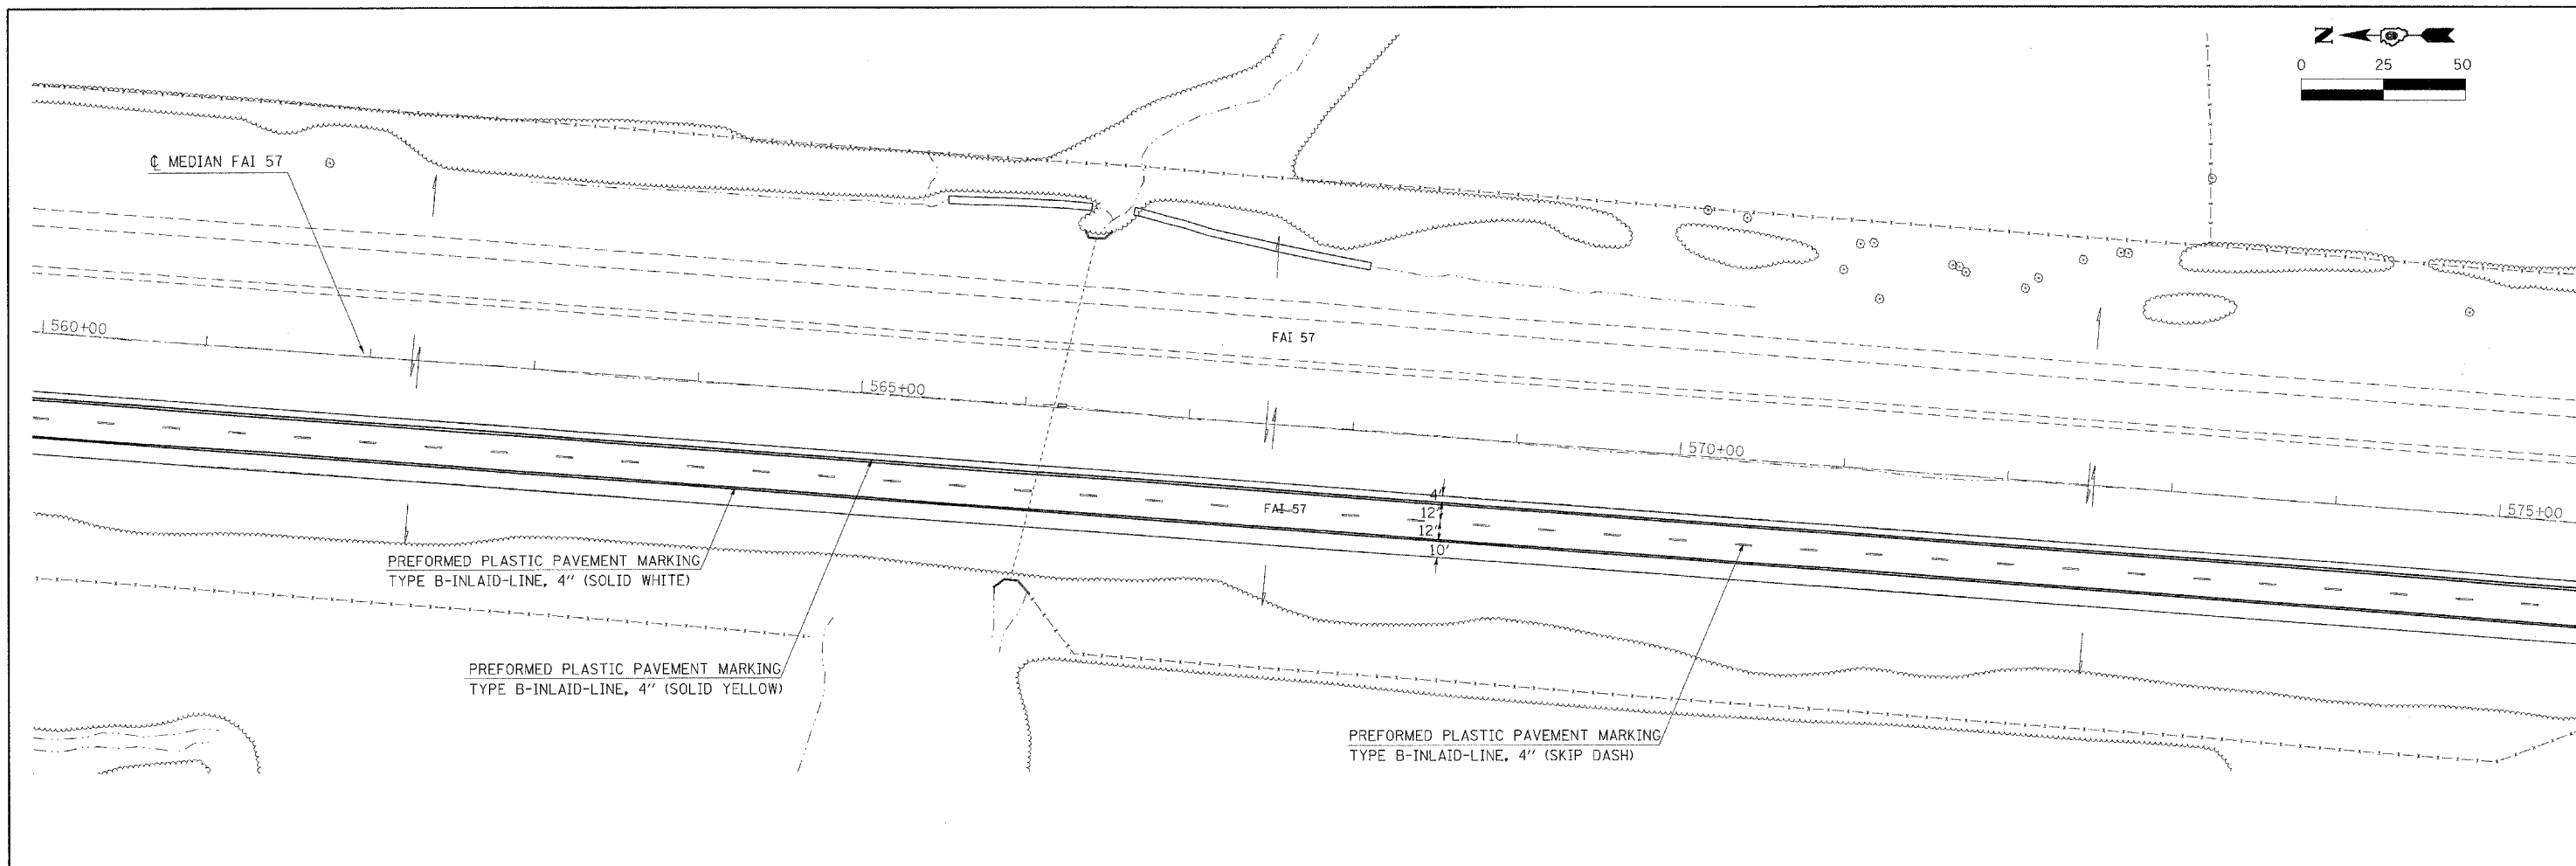 N
0 25 50
℄ MEDIAN FAI 57
560+00
FAI 57
565+00
570+00
4'
FAI 57
12'
12'
10'
575+00
PREFORMED PLASTIC PAVEMENT MARKING
TYPE B-INLAID-LINE, 4" (SOLID WHITE)
PREFORMED PLASTIC PAVEMENT MARKING
TYPE B-INLAID-LINE, 4" (SOLID YELLOW)
PREFORMED PLASTIC PAVEMENT MARKING
TYPE B-INLAID-LINE, 4" (SKIP DASH)